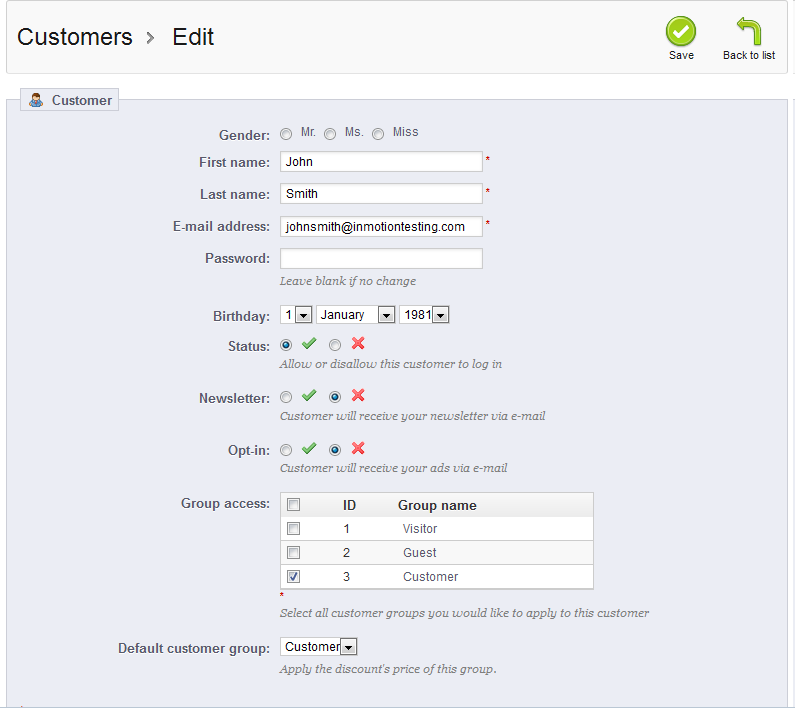 Customers > Edit
Save
Back to list
Customer
Gender: Mr. Ms. Miss
First name: John *
Last name: Smith *
E-mail address: johnsmith@inmotiontesting.com *
Password:
Leave blank if no change
Birthday: 1 January 1981
Status:
Allow or disallow this customer to log in
Newsletter:
Customer will receive your newsletter via e-mail
Opt-in:
Customer will receive your ads via e-mail
Group access: ID Group name
1 Visitor
2 Guest
3 Customer
*
Select all customer groups you would like to apply to this customer
Default customer group: Customer
Apply the discount's price of this group.